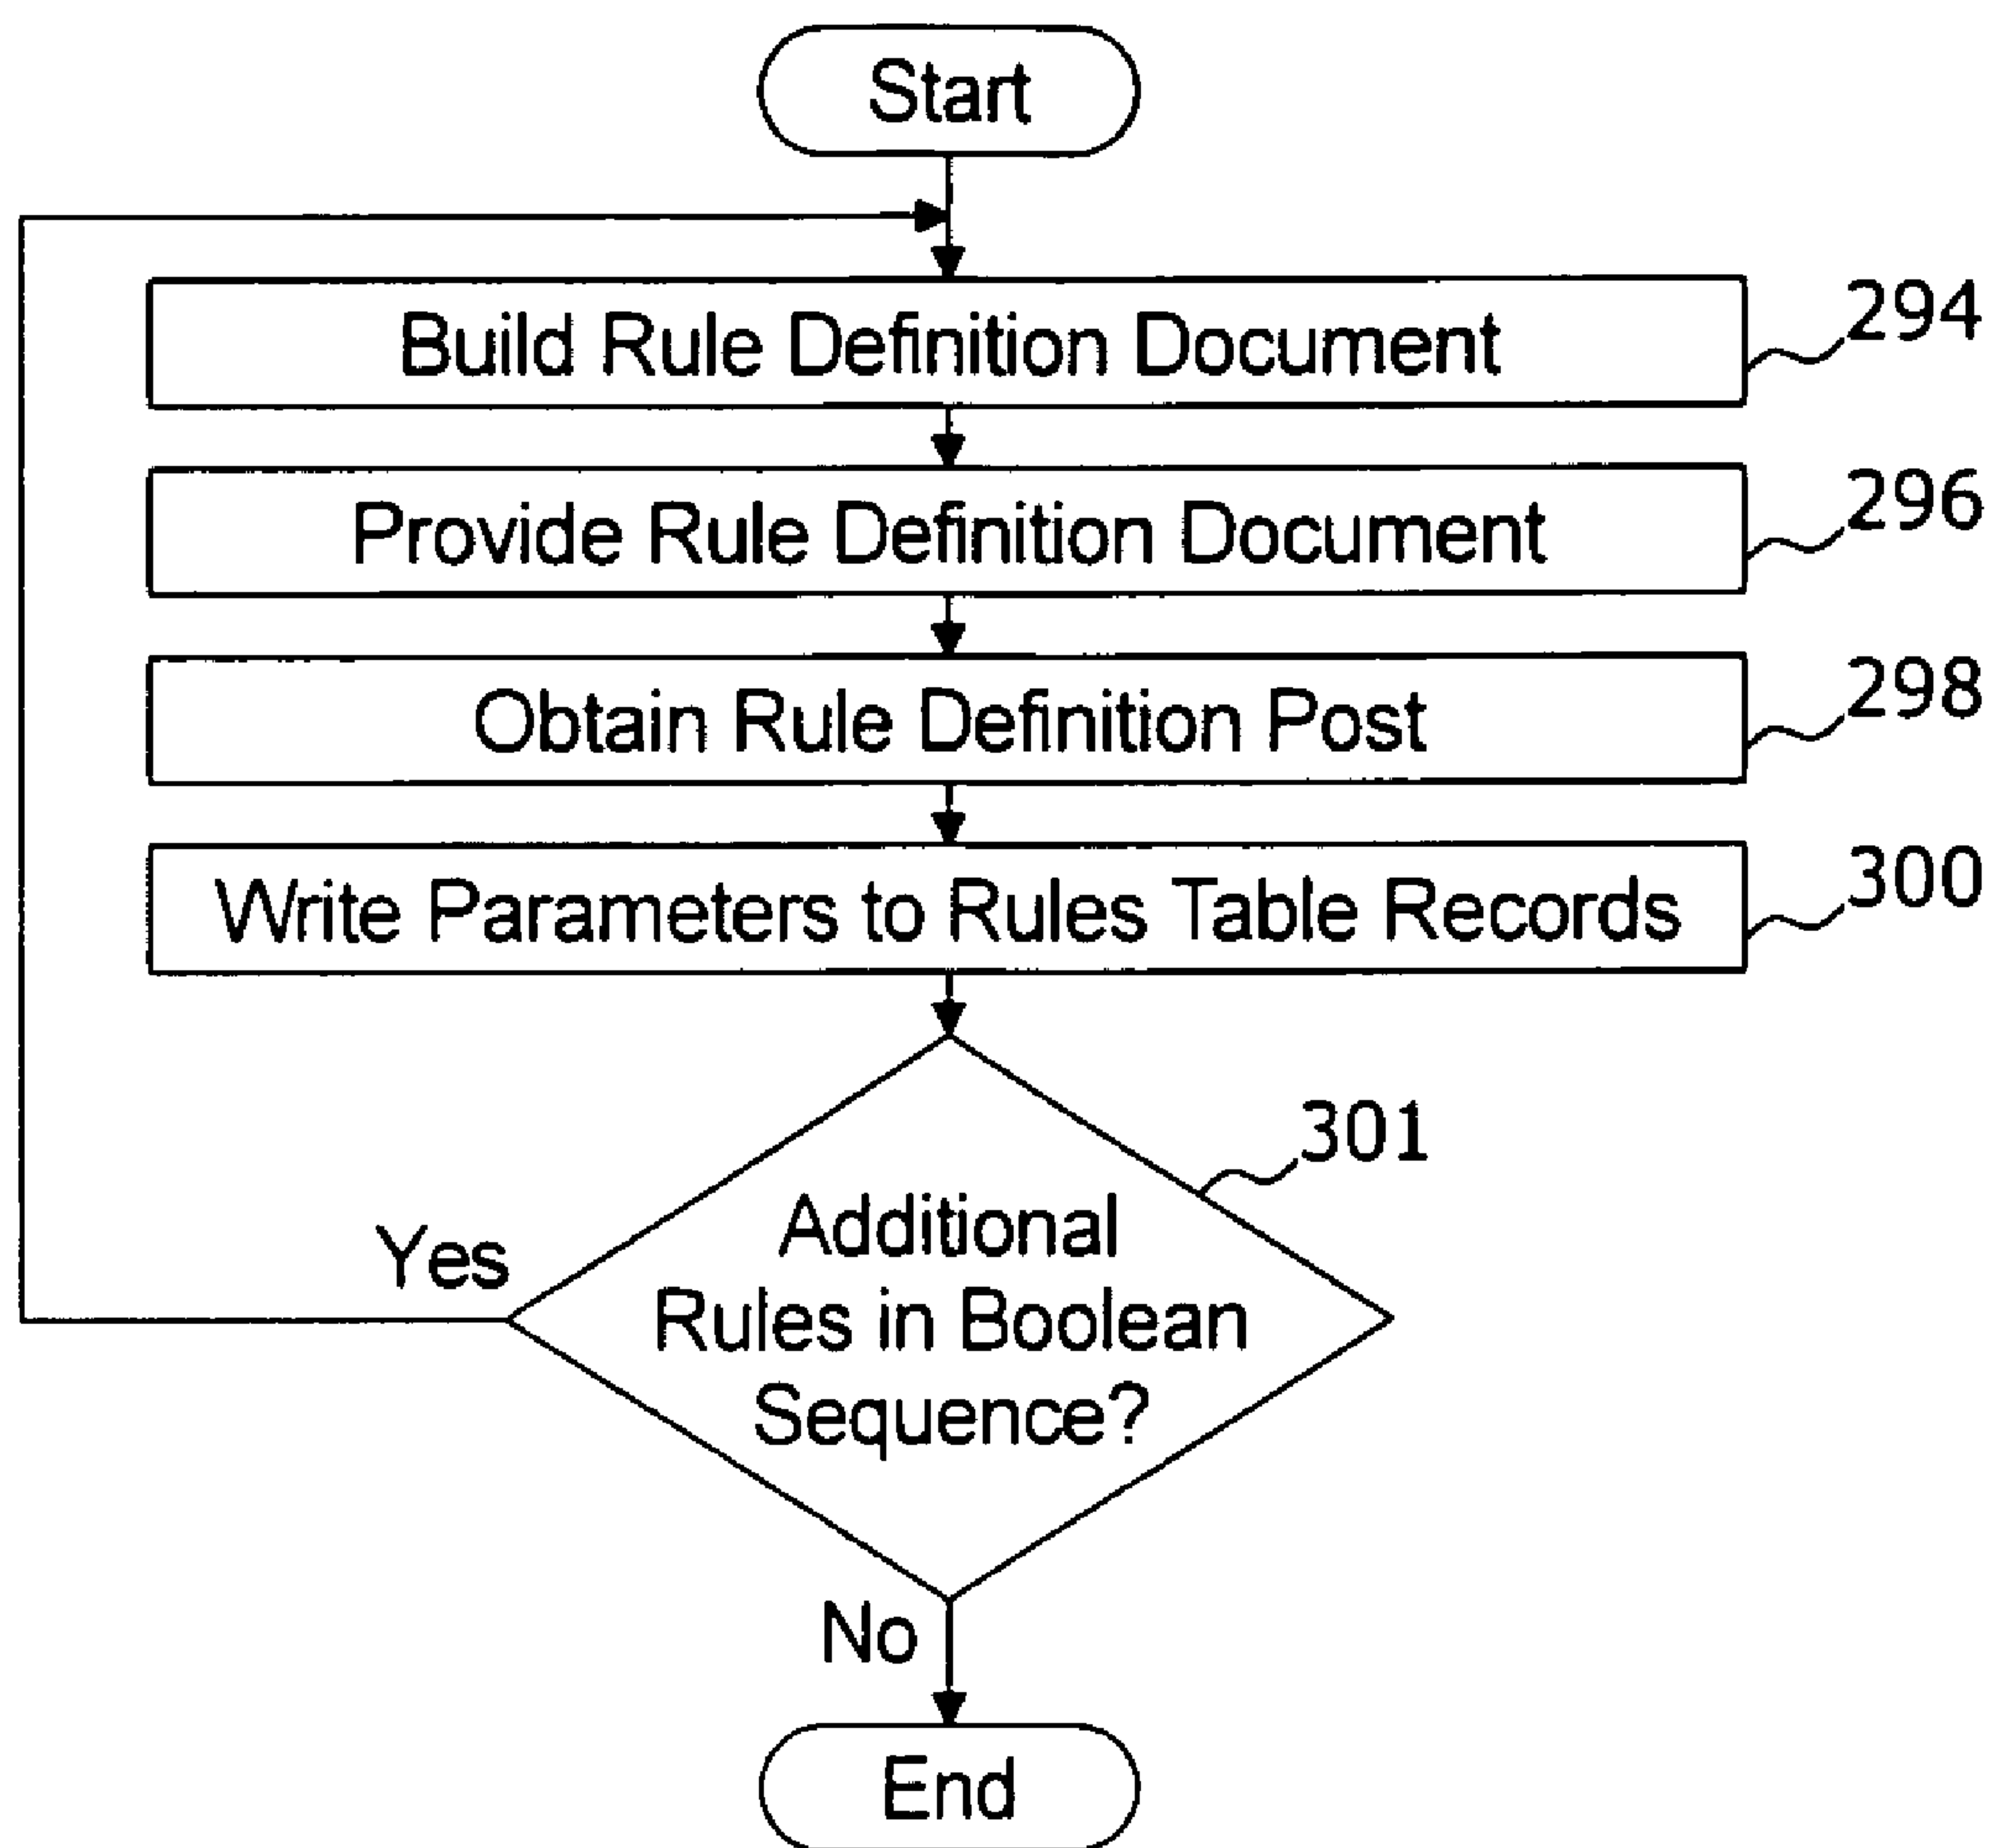 Start
Build Rule Definition Document
294
Provide Rule Definition Document
296
Obtain Rule Definition Post
298
Write Parameters to Rules Table Records
300
301
Additional
Rules in Boolean
Sequence?
Yes
No
End